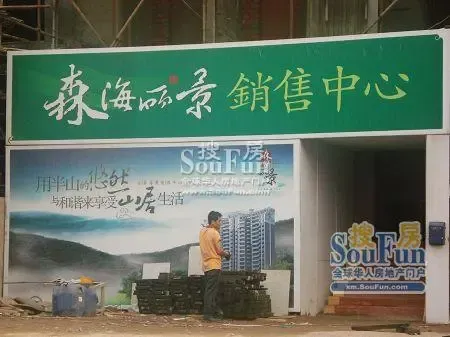 森海丽景 銷售中心
用半山的悠然
与和谐来享受山居生活
搜房
SouFun
全球华人房地产门户
搜房
SouFun
全球华人房地产门户
xm.SouFun.com